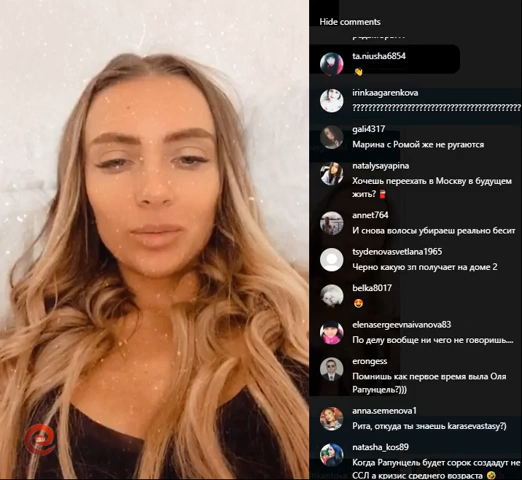 Hide comments
ta.niusha6854
👏
irinkaagarenkova
????????????????????????????????????????????
gali4317
Марина с Ромой же не ругаются
natalysayapina
Хочешь переехать в Москву в будущем
жить?
annet764
И снова волосы убираеш реально бесит
tsydenovasvetlana1965
Черно какую зп получает на доме 2
belka8017
😍
elenasergeevnaivanova83
По делу вообще ни чего не говоришь....
erongess
Помнишь как первое время выла Оля
Рапунцель?)))
anna.semenova1
Рита, откуда ты знаешь karasevastasy?)
natasha_kos89
Когда Рапунцель будет сорок создадут не
ССЛ а кризис среднего возраста 🤣